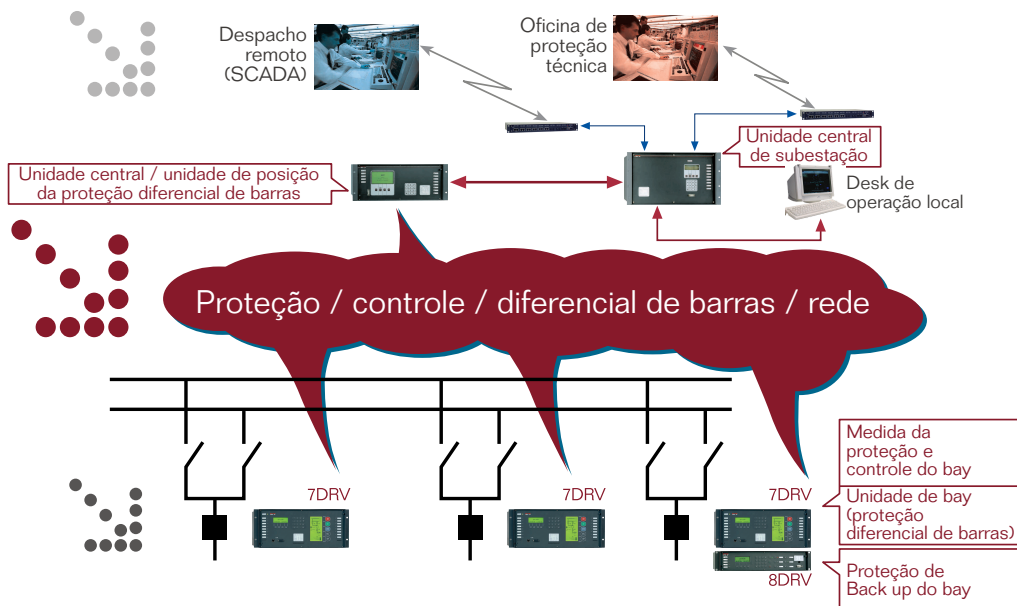 Despacho
remoto
(SCADA)
Oficina de
proteção
técnica
Unidade central
de subestação
Unidade central / unidade de posição
da proteção diferencial de barras
Desk de
operação local
Proteção / controle / diferencial de barras / rede
Medida da
proteção e
controle do bay
7DRV
7DRV
7DRV
Unidade de bay
(proteção
diferencial de barras)
8DRV
Proteção de
Back up do bay